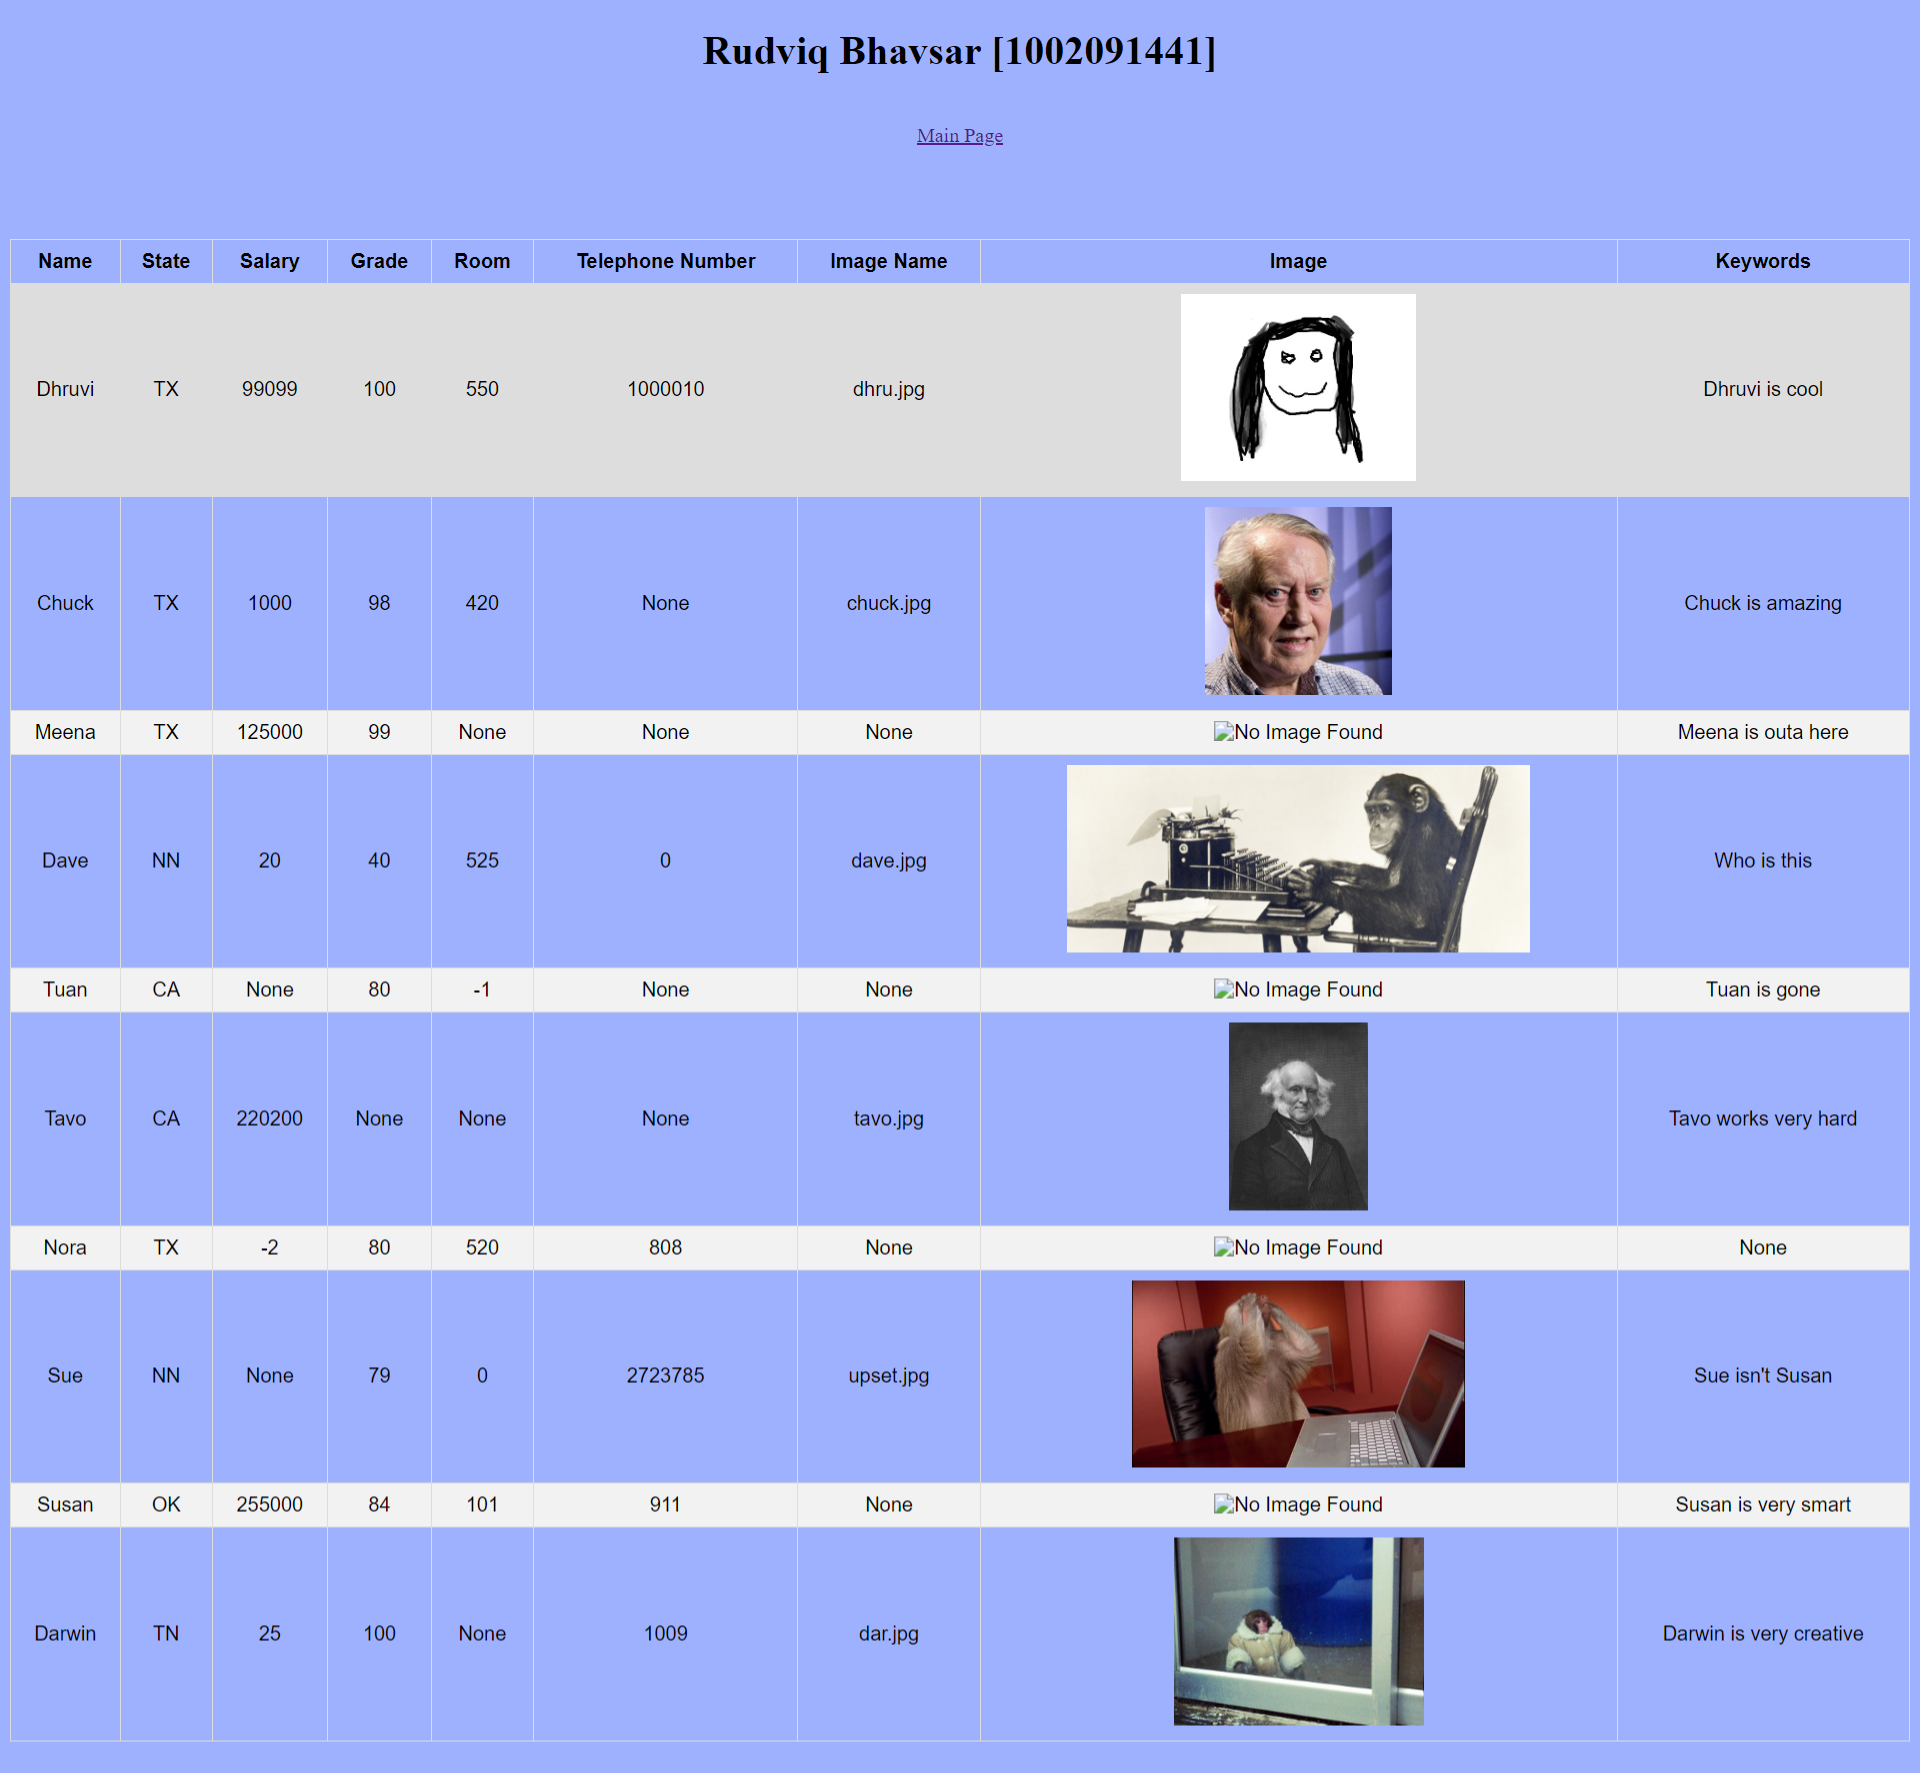 Rudviq Bhavsar [1002091441]
Main Page
Name State Salary Grade Room Telephone Number Image Name Image Keywords
Dhruvi TX 99099 100 550 1000010 dhru.jpg Dhruvi is cool
Chuck TX 1000 98 420 None chuck.jpg Chuck is amazing
Meena TX 125000 99 None None None No Image Found Meena is outa here
Dave NN 20 40 525 0 dave.jpg Who is this
Tuan CA None 80 -1 None None No Image Found Tuan is gone
Tavo CA 220200 None None None tavo.jpg Tavo works very hard
Nora TX -2 80 520 808 None No Image Found None
Sue NN None 79 0 2723785 upset.jpg Sue isn't Susan
Susan OK 255000 84 101 911 None No Image Found Susan is very smart
Darwin TN 25 100 None 1009 dar.jpg Darwin is very creative